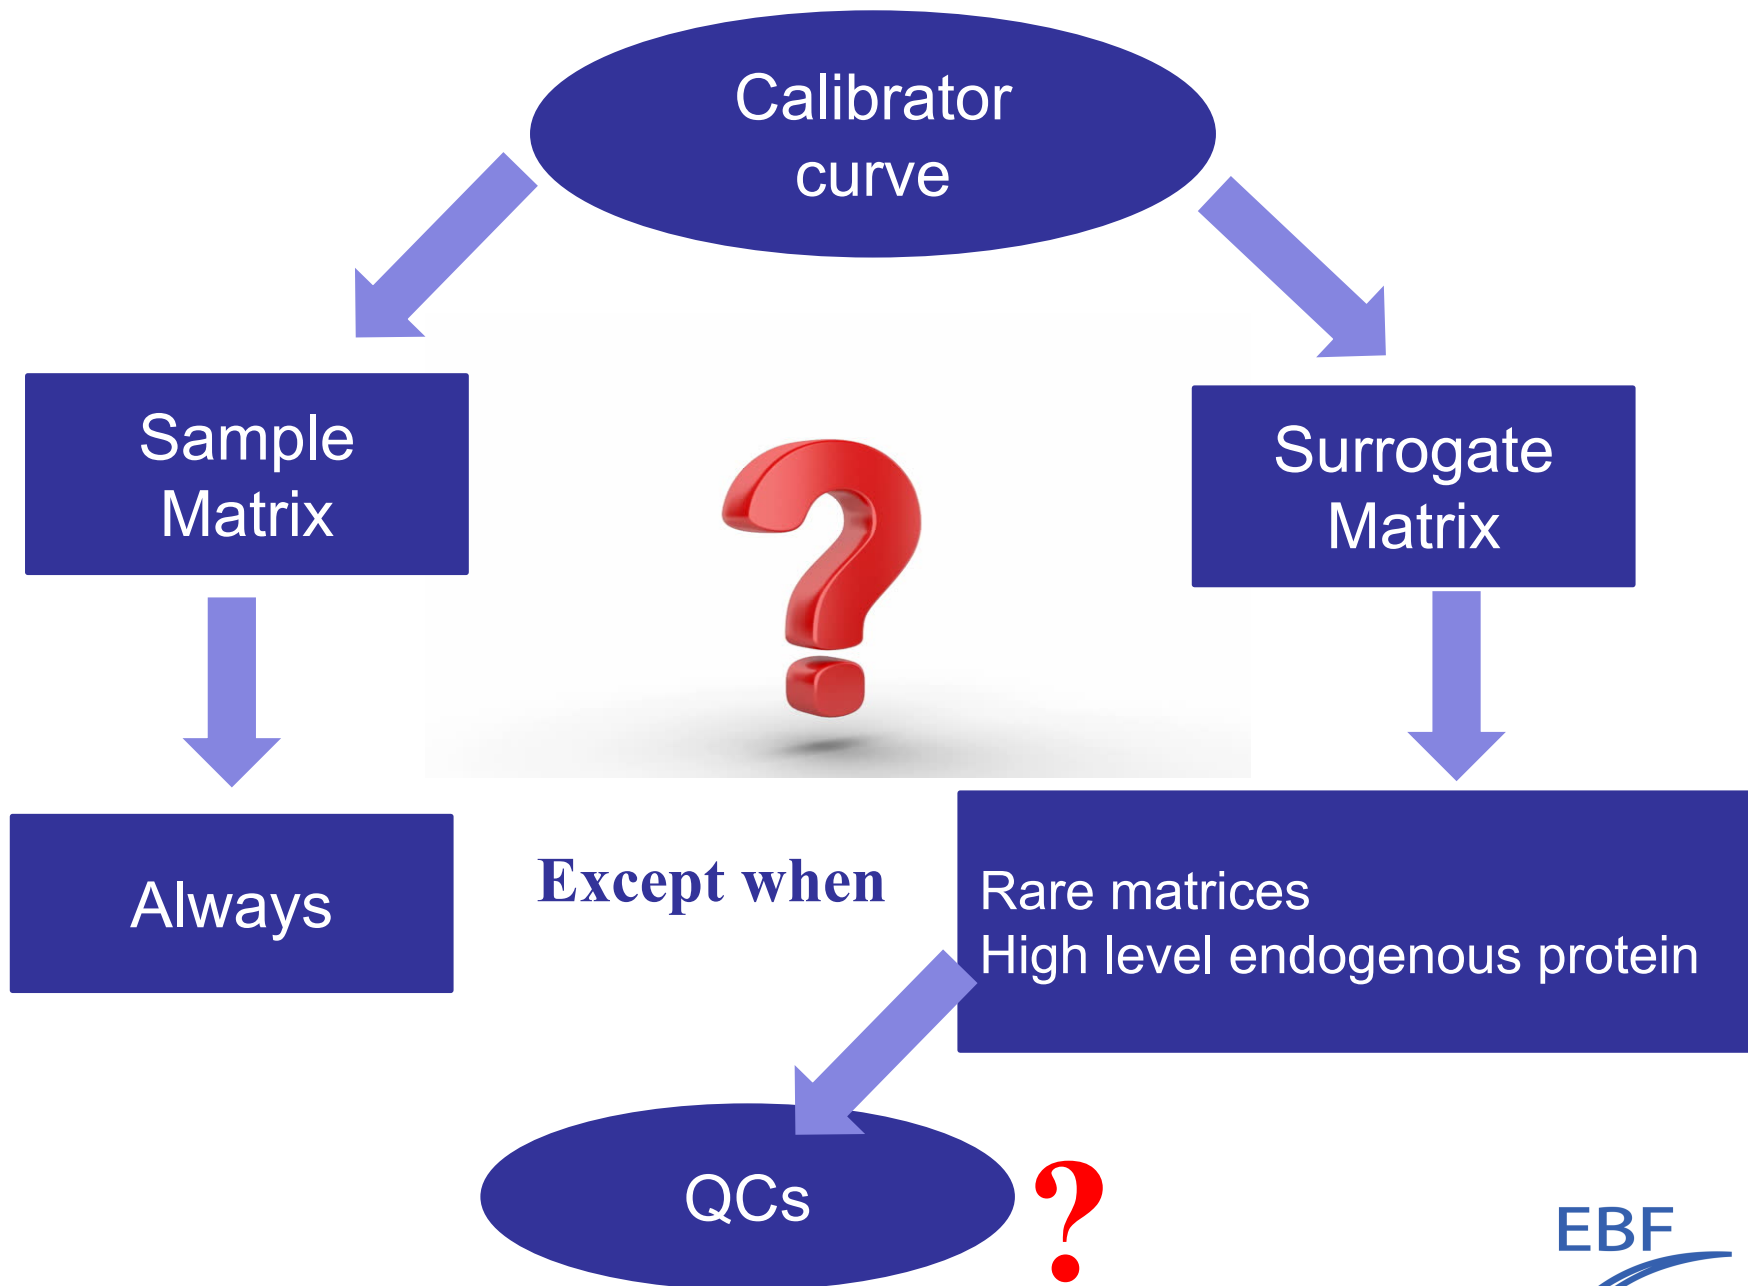 Calibrator
curve
Sample
Matrix
Surrogate
Matrix
Always
Except when
Rare matrices
High level endogenous protein
QCs
?
EBF